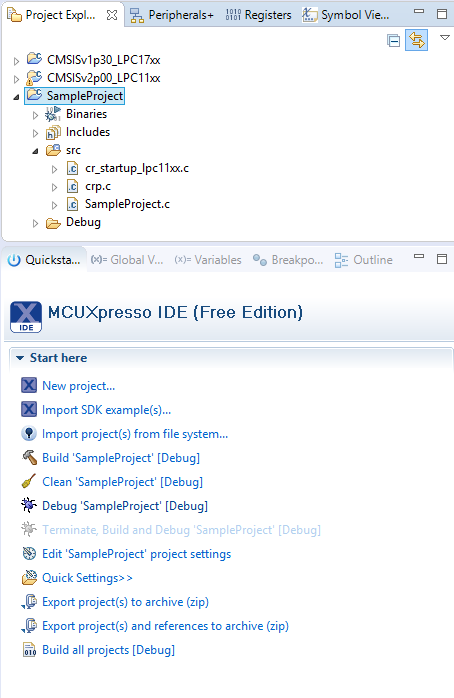 Project Expl... Peripherals+ Registers Symbol Vie...
CMSISv1p30_LPC17xx
CMSISv2p00_LPC11xx
SampleProject
Binaries
Includes
src
cr_startup_lpc11xx.c
crp.c
SampleProject.c
Debug
Quicksta... (x)= Global V... (x)= Variables Breakpo... Outline
IDE
MCUXpresso IDE (Free Edition)
Start here
New project...
Import SDK example(s)...
Import project(s) from file system...
Build 'SampleProject' [Debug]
Clean 'SampleProject' [Debug]
Debug 'SampleProject' [Debug]
Terminate, Build and Debug 'SampleProject' [Debug]
Edit 'SampleProject' project settings
Quick Settings>>
Export project(s) to archive (zip)
Export project(s) and references to archive (zip)
Build all projects [Debug]